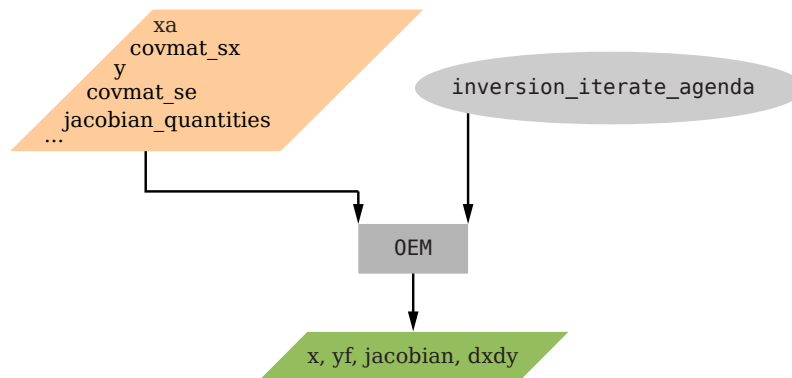 xa
covmat_sx
y
covmat_se
jacobian_quantities
...
inversion_iterate_agenda
OEM
x, yf, jacobian, dxdy